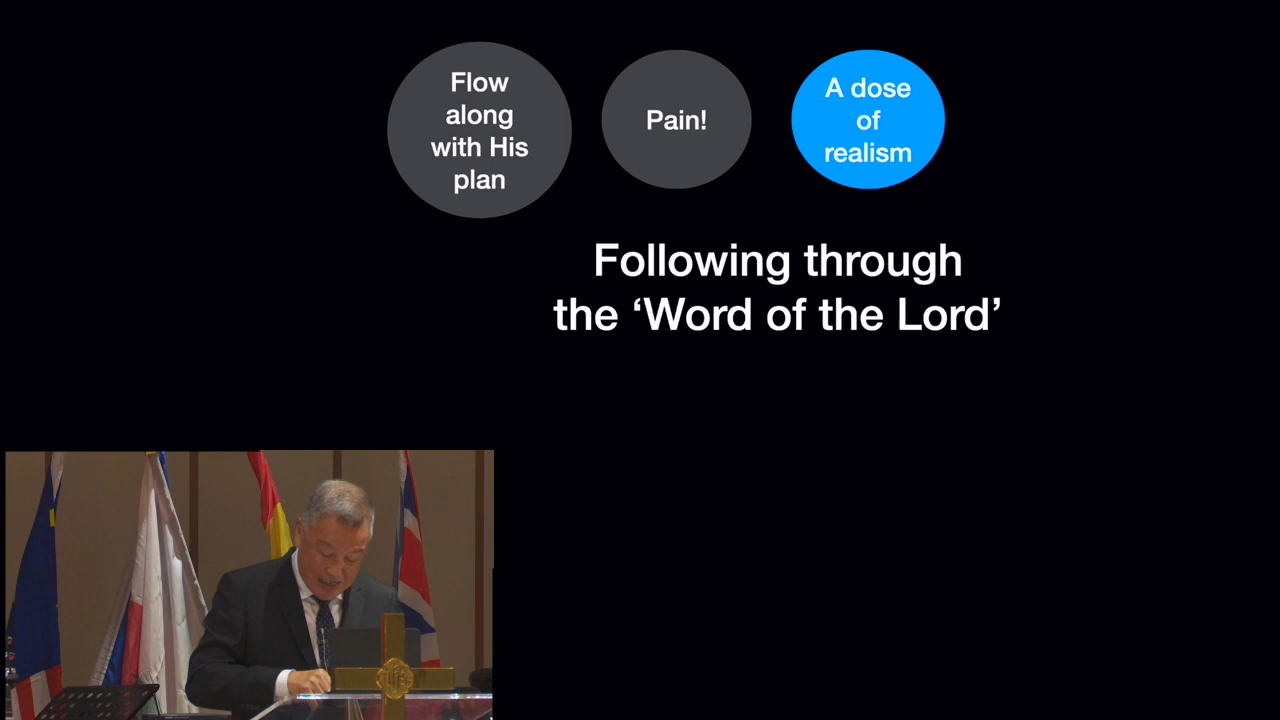 Flow
along
with His
plan
Pain!
A dose
of
realism
Following through
the ‘Word of the Lord’